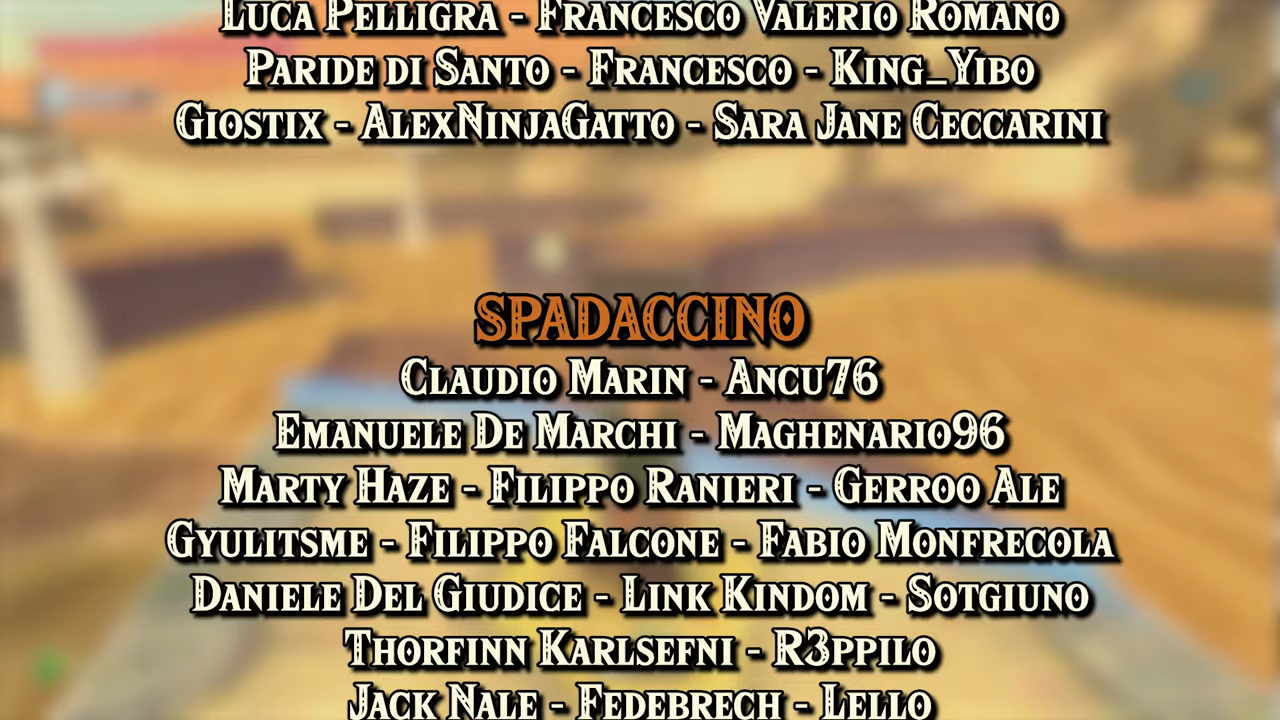 Luca Pelligra - Francesco Valerio Romano
Paride di Santo - Francesco - King_Yibo
Giostix - AlexNinjaGatto - Sara Jane Ceccarini
SPADACCINO
Claudio Marin - Ancu76
Emanuele De Marchi - Maghenario96
Marty Haze - Filippo Ranieri - Gerroo Ale
Gyulitsme - Filippo Falcone - Fabio Monfrecola
Daniele Del Giudice - Link Kindom - Sotgiuno
Thorfinn Karlsefni - R3ppilo
Jack Nale - Fedebrech - Lello